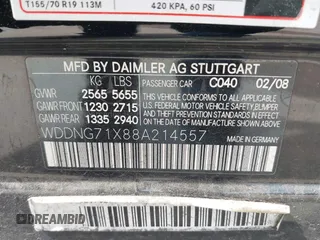 T155/70 R19 113M 420 KPA, 60 PSI
MFD BY DAIMLER AG STUTTGART
KG LBS PASSENGER CAR C040 02/08
GVWR 2565 5655
GAWR FRONT 1230 2715
GAWR REAR 1335 2940
THIS VEHICLE CONFORMS TO ALL APPLICABLE U.S. FEDERAL MOTOR VEHICLE SAFETY, BUMPER, AND THEFT PREVENTION STANDARDS IN EFFECT ON THE DATE OF MANUFACTURE SHOWN ABOVE.
WDDNG71X88A214557
© DREAMBID
DREAMBID.COM